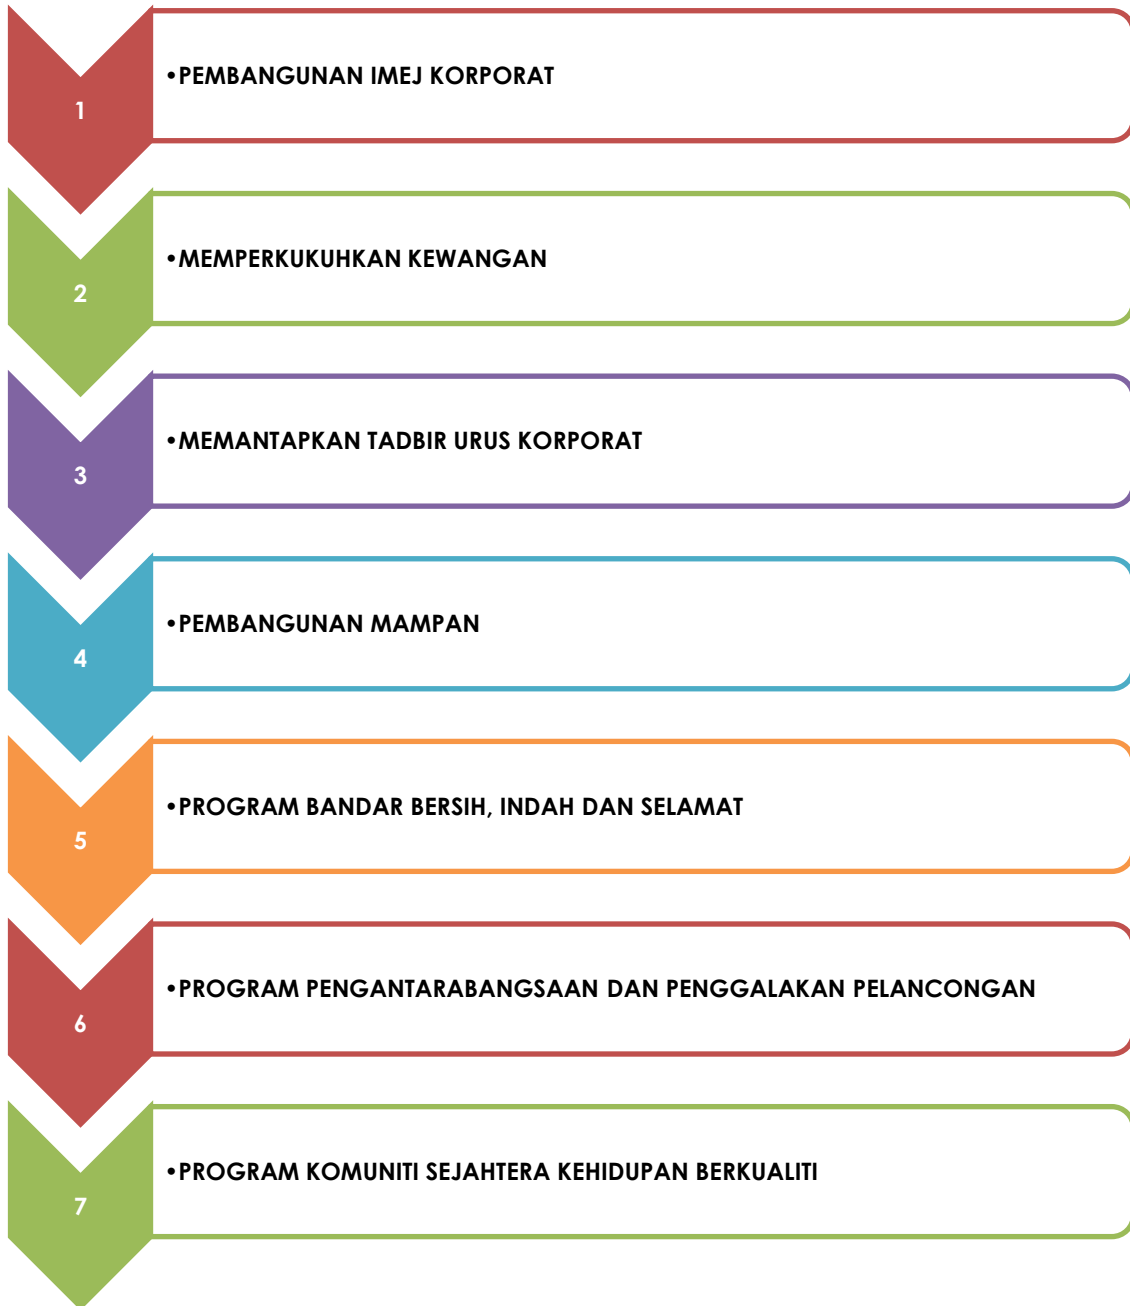 1
•PEMBANGUNAN IMEJ KORPORAT
2
•MEMPERKUKUHKAN KEWANGAN
3
•MEMANTAPKAN TADBIR URUS KORPORAT
4
•PEMBANGUNAN MAMPAN
5
•PROGRAM BANDAR BERSIH, INDAH DAN SELAMAT
6
•PROGRAM PENGANTARABANGSAAN DAN PENGGALAKAN PELANCONGAN
7
•PROGRAM KOMUNITI SEJAHTERA KEHIDUPAN BERKUALITI